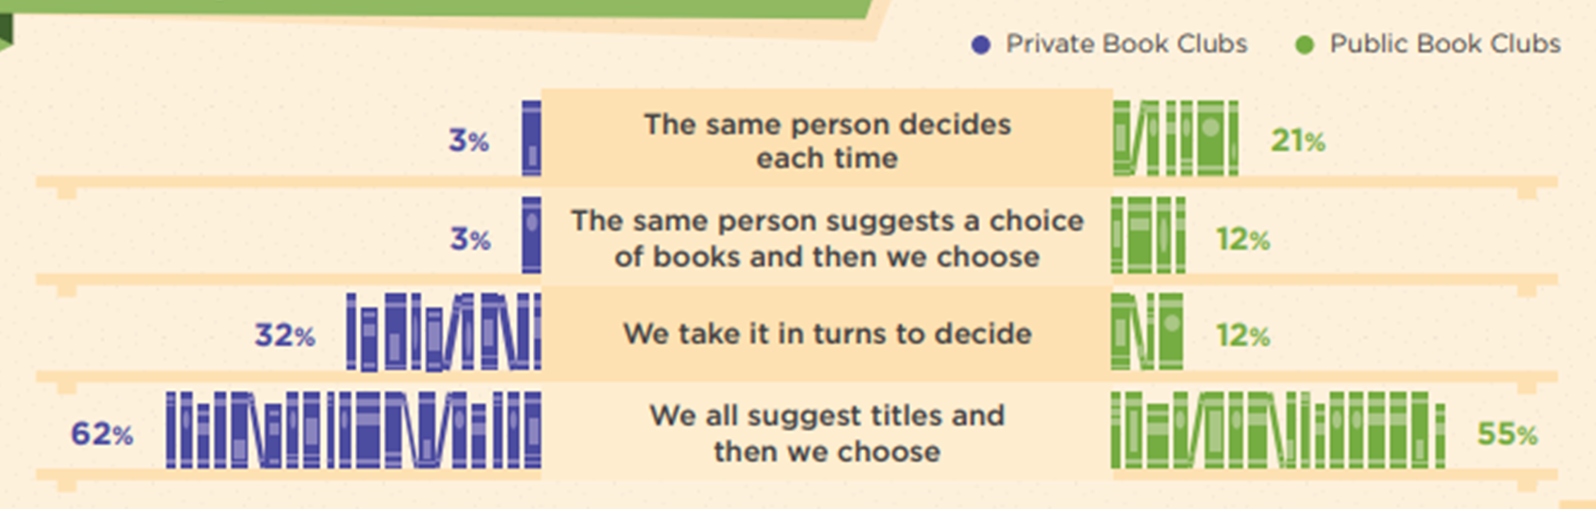 Private Book Clubs Public Book Clubs
3% The same person decides 21%
each time
3% The same person suggests a choice 12%
of books and then we choose
32% We take it in turns to decide 12%
62% We all suggest titles and 55%
then we choose